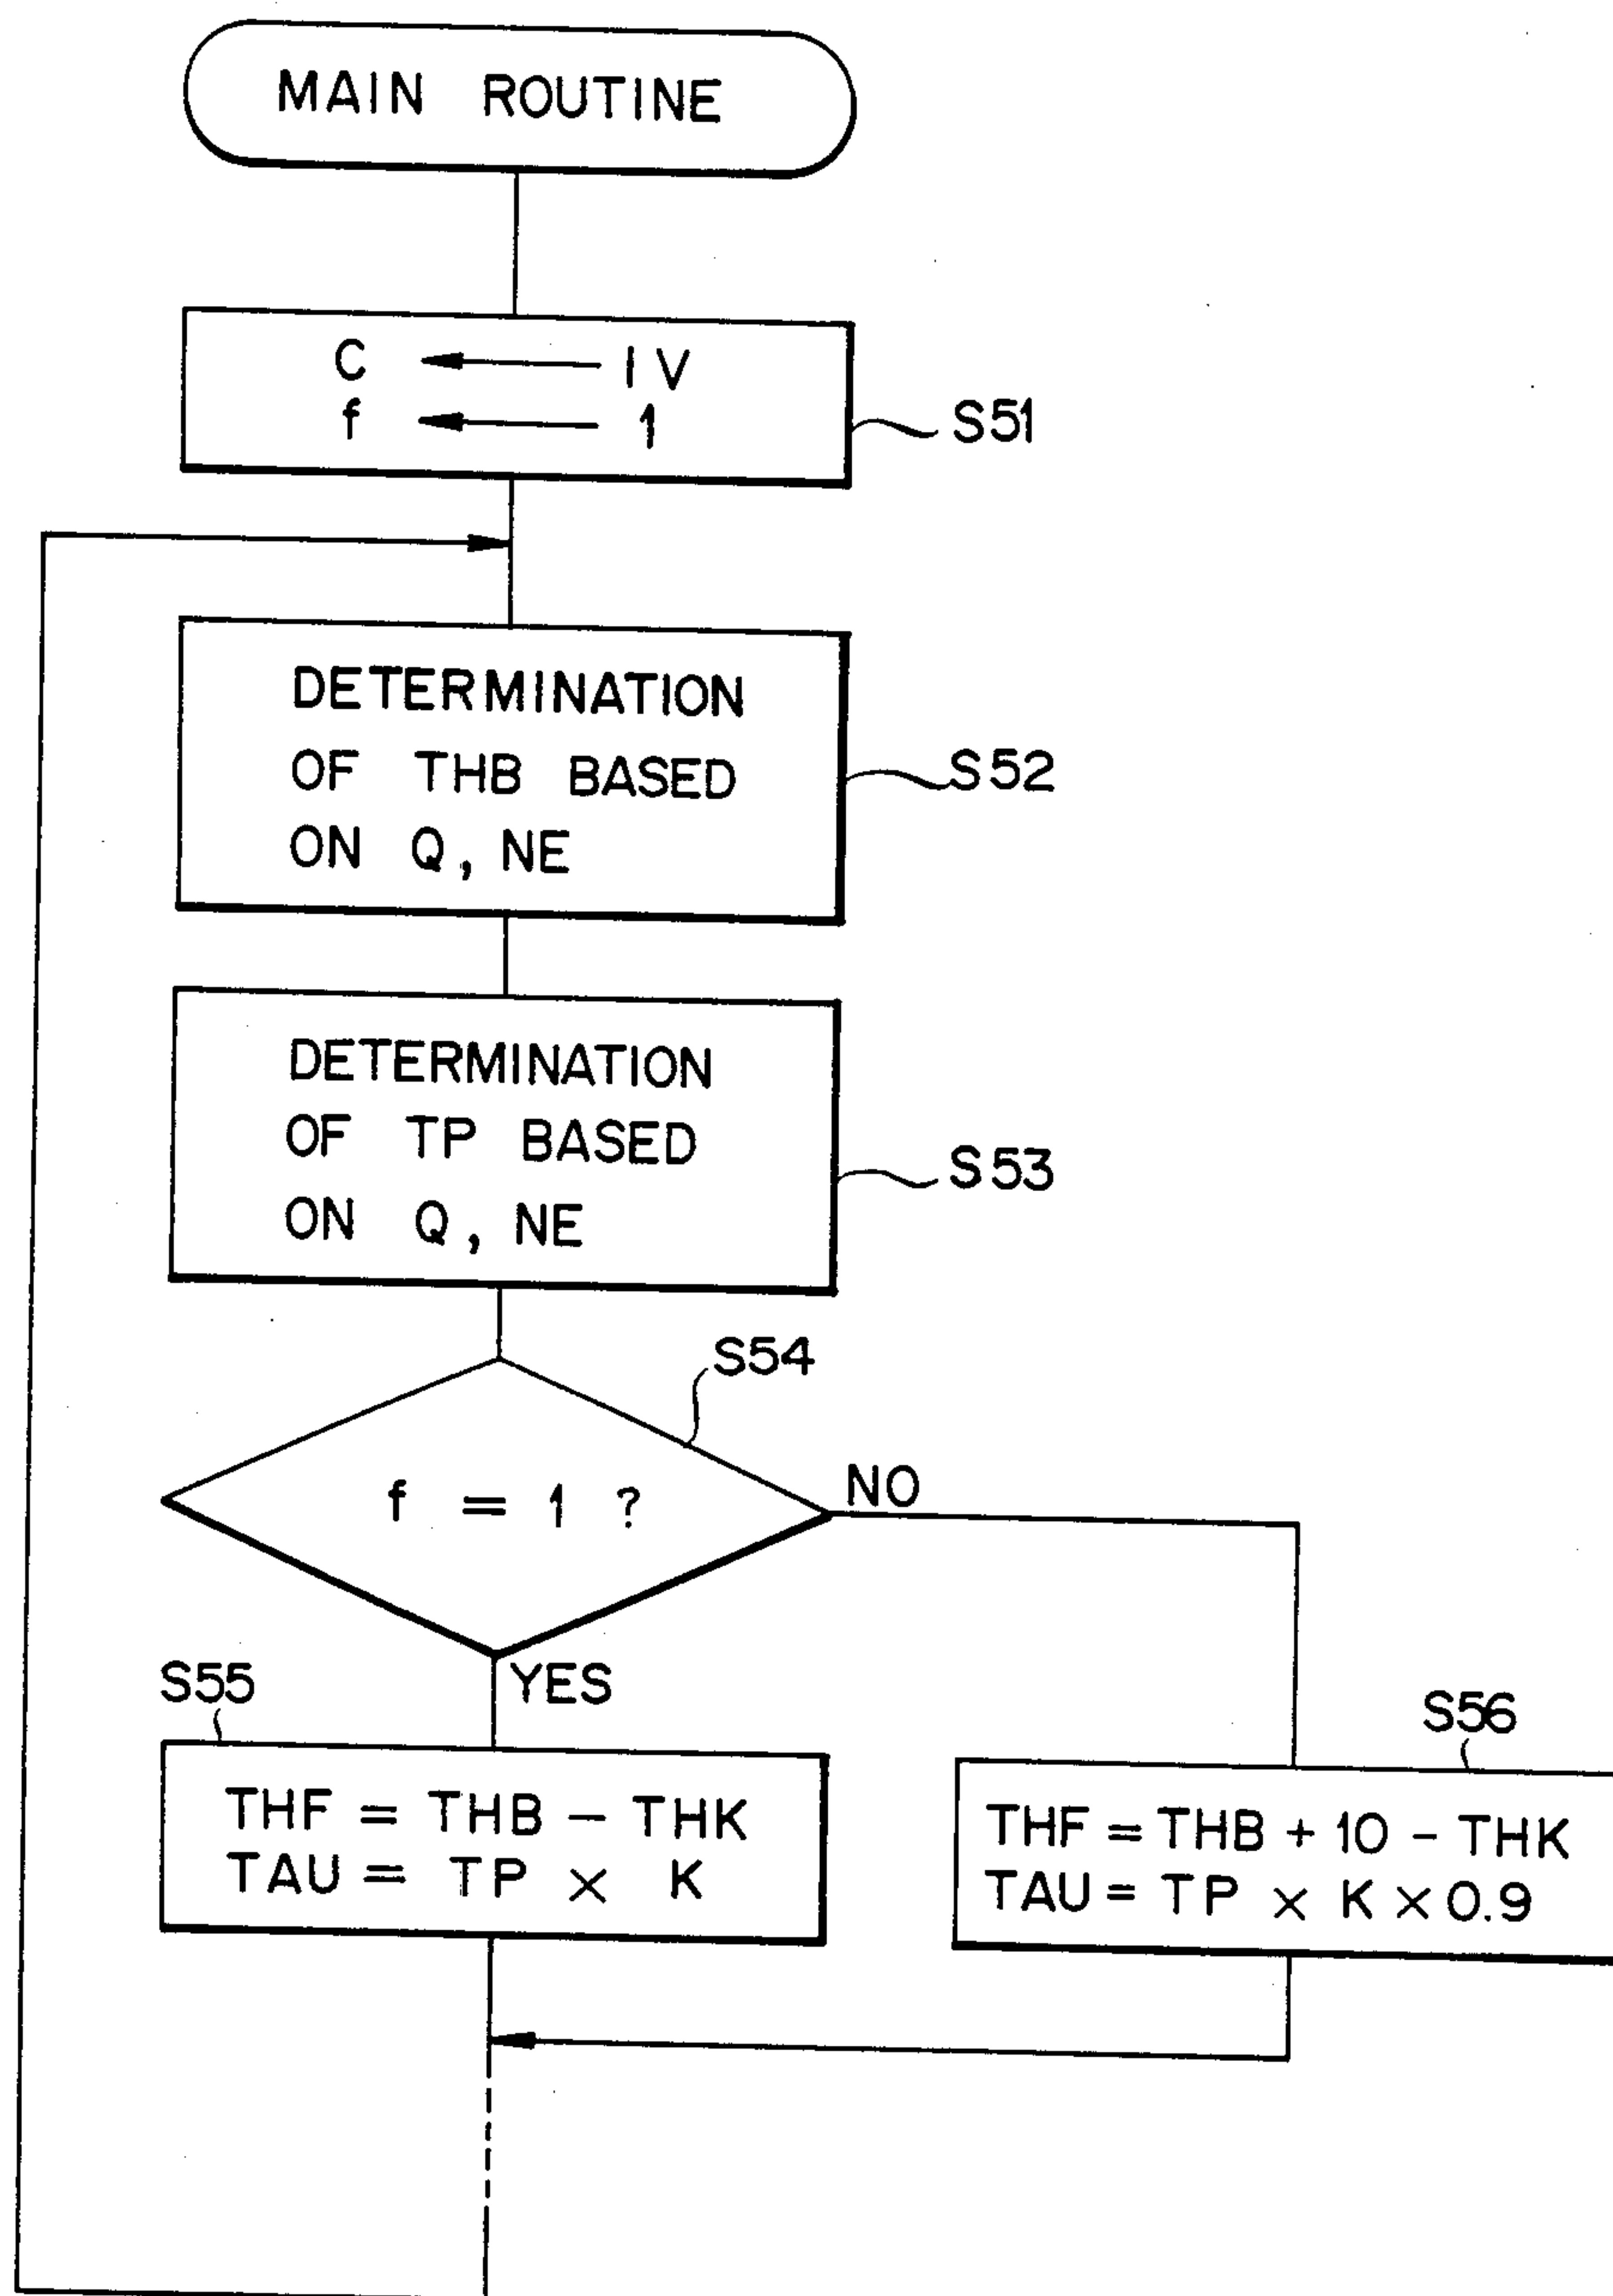 MAIN ROUTINE
C ← IV
f ← 1
S51
DETERMINATION
OF THB BASED
ON Q, NE
S52
DETERMINATION
OF TP BASED
ON Q, NE
S53
S54
f = 1 ?
NO
YES
S55
THF = THB - THK
TAU = TP × K
S56
THF = THB + 10 - THK
TAU = TP × K × 0.9